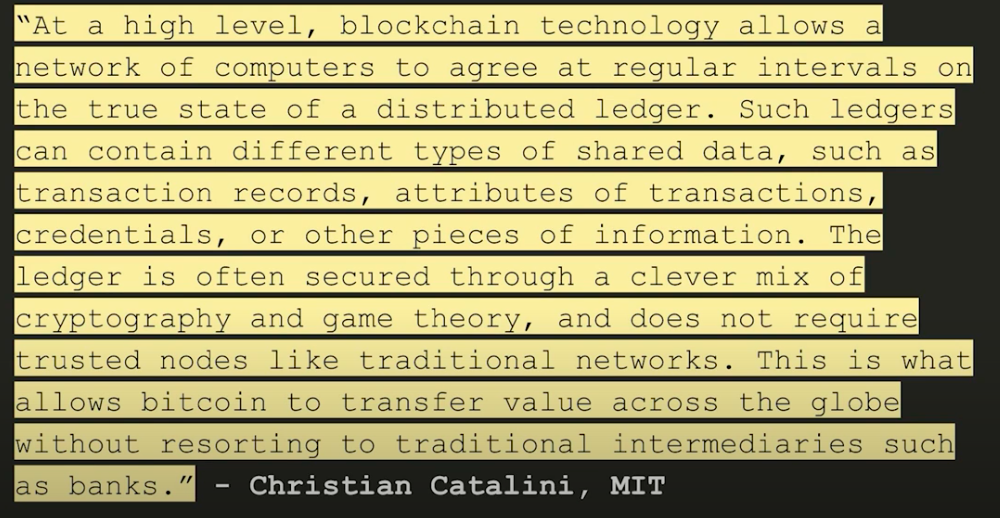 “At a high level, blockchain technology allows a
network of computers to agree at regular intervals on
the true state of a distributed ledger. Such ledgers
can contain different types of shared data, such as
transaction records, attributes of transactions,
credentials, or other pieces of information. The
ledger is often secured through a clever mix of
cryptography and game theory, and does not require
trusted nodes like traditional networks. This is what
allows bitcoin to transfer value across the globe
without resorting to traditional intermediaries such
as banks.” - Christian Catalini, MIT